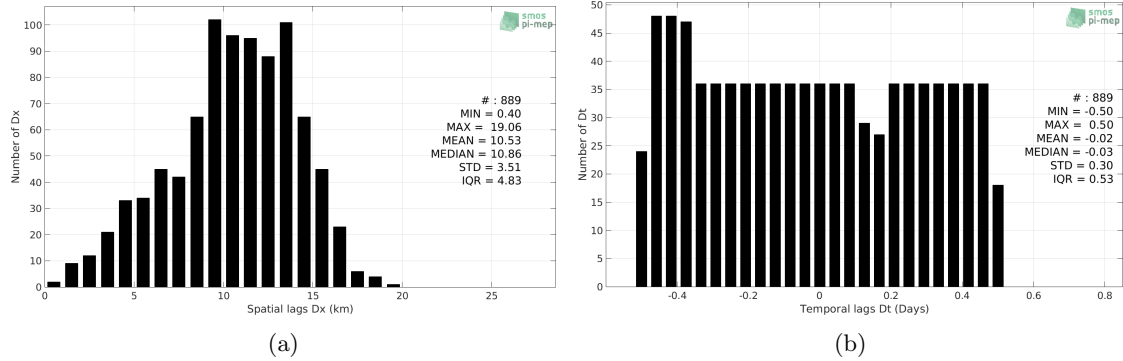 smos
pi-mep
Number of Dx
100
90
80
70
60
50
40
30
20
10
0
# : 889
MIN = 0.40
MAX = 19.06
MEAN = 10.53
MEDIAN = 10.86
STD = 3.51
IQR = 4.83
0 5 10 15 20 25
Spatial lags Dx (km)
(a)
smos
pi-mep
Number of Dt
50
45
40
35
30
25
20
15
10
5
0
# : 889
MIN = -0.50
MAX = 0.50
MEAN = -0.02
MEDIAN = -0.03
STD = 0.30
IQR = 0.53
-0.4 -0.2 0 0.2 0.4 0.6 0.8
Temporal lags Dt (Days)
(b)